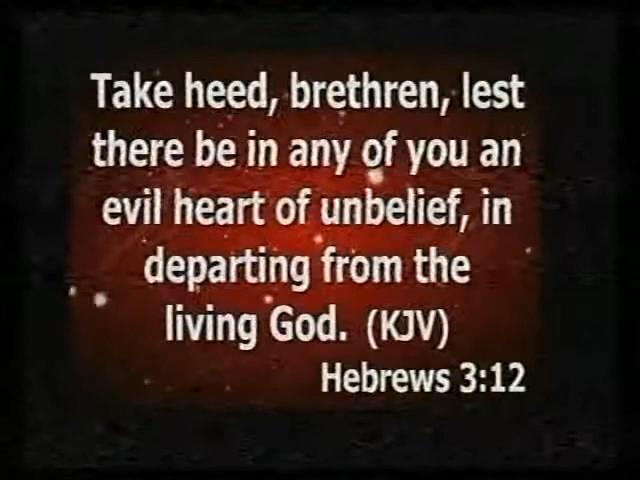 Take heed, brethren, lest
there be in any of you an
evil heart of unbelief, in
departing from the
living God. (KJV)
Hebrews 3:12